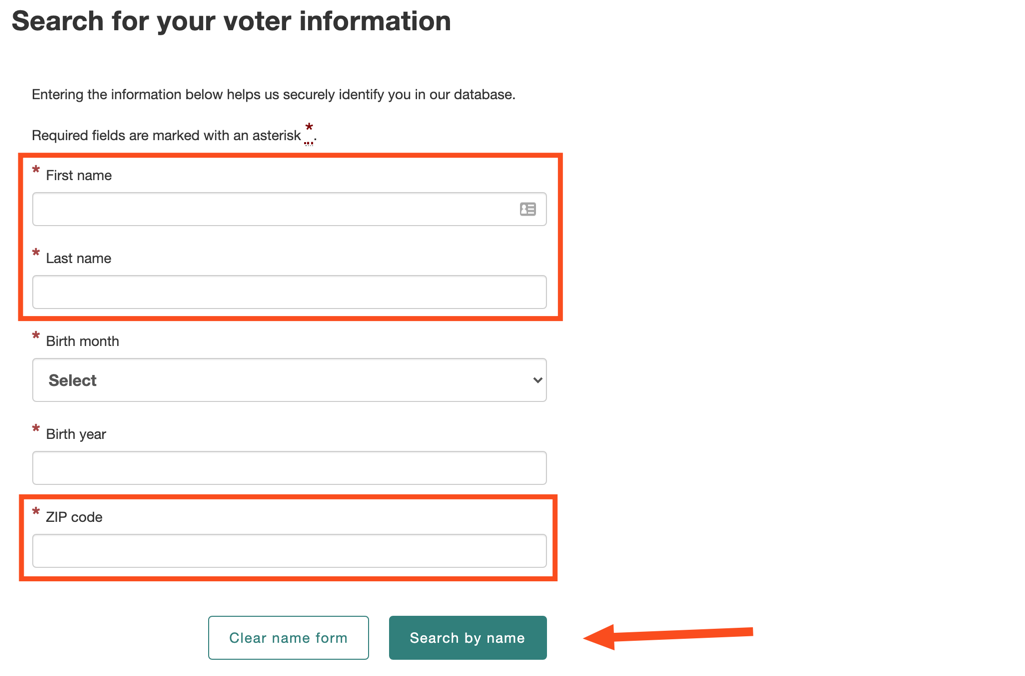 Search for your voter information
Entering the information below helps us securely identify you in our database.
Required fields are marked with an asterisk *.
* First name
* Last name
* Birth month
Select
* Birth year
* ZIP code
Clear name form
Search by name